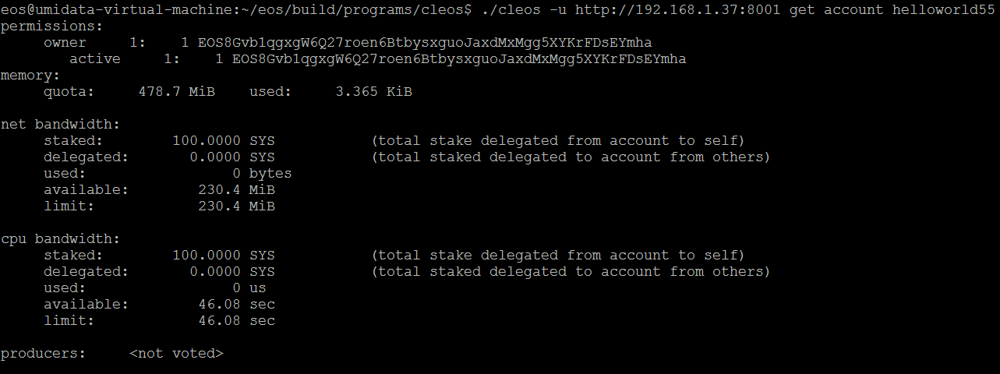 eos@umidata-virtual-machine:~/eos/build/programs/cleos$ ./cleos -u http://192.168.1.37:8001 get account helloworld55
permissions:
     owner     1:    1 EOS8Gvb1qgxgW6Q27roen6BtbysxguoJaxdMxMgg5XYKrFDsEYmha
        active     1:    1 EOS8Gvb1qgxgW6Q27roen6BtbysxguoJaxdMxMgg5XYKrFDsEYmha
memory:
     quota:     478.7 MiB    used:     3.365 KiB

net bandwidth:
     staked:        100.0000 SYS           (total stake delegated from account to self)
     delegated:       0.0000 SYS           (total staked delegated to account from others)
     used:                 0 bytes
     available:        230.4 MiB
     limit:            230.4 MiB

cpu bandwidth:
     staked:        100.0000 SYS           (total stake delegated from account to self)
     delegated:       0.0000 SYS           (total staked delegated to account from others)
     used:                 0 us
     available:        46.08 sec
     limit:            46.08 sec

producers:     <not voted>